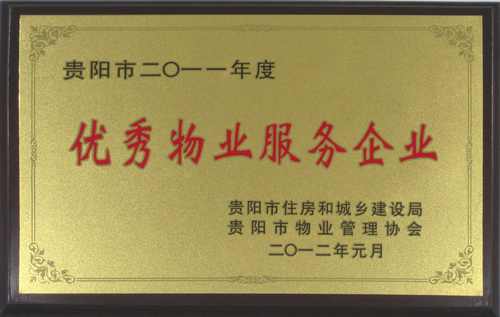 贵阳市二〇一一年度
优秀物业服务企业
贵阳市住房和城乡建设局
贵阳市物业管理协会
二〇一二年元月